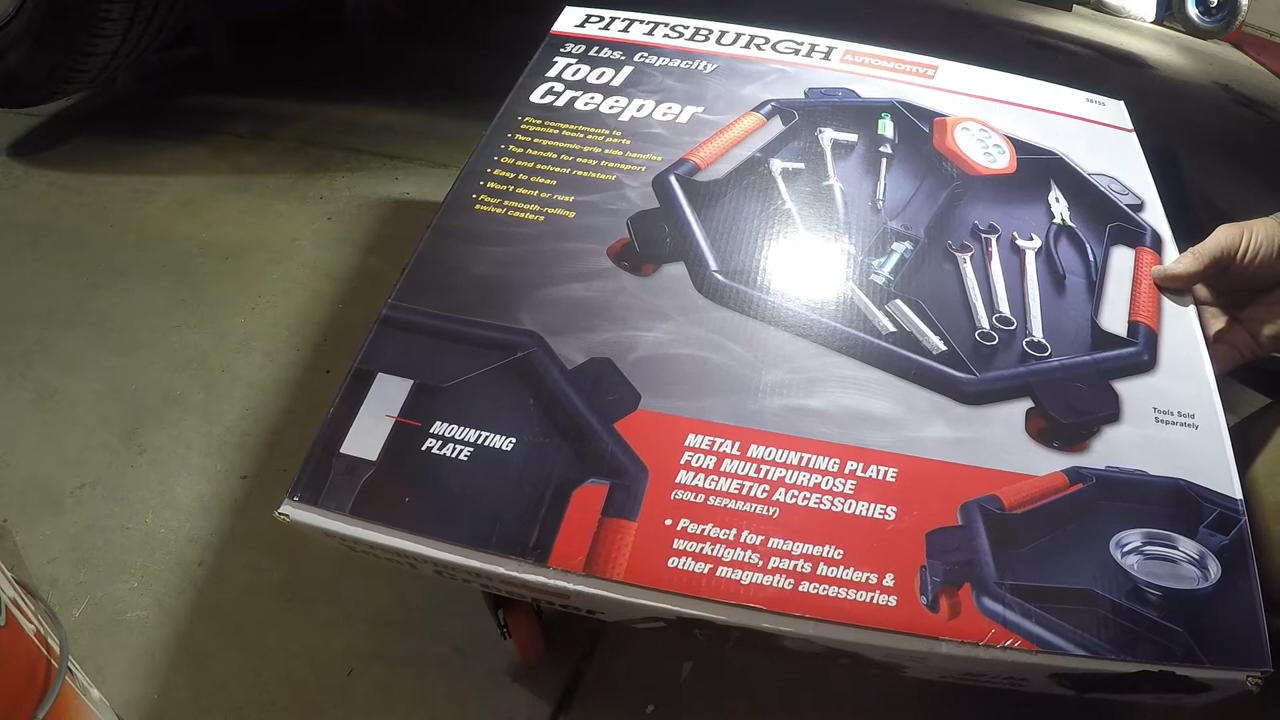 PITTSBURGH AUTOMOTIVE
30 Lbs. Capacity
Tool
Creeper
• Five compartments to
organize tools and parts
• Two ergonomic-grip side handles
• Top handle for easy transport
• Oil and solvent resistant
• Easy to clean
• Won't dent or rust
• Four smooth-rolling
swivel casters
Tools Sold
Separately
MOUNTING
PLATE
METAL MOUNTING PLATE
FOR MULTIPURPOSE
MAGNETIC ACCESSORIES
(SOLD SEPARATELY)
• Perfect for magnetic
worklights, parts holders &
other magnetic accessories
PITTSBURGH
Tool Creeper